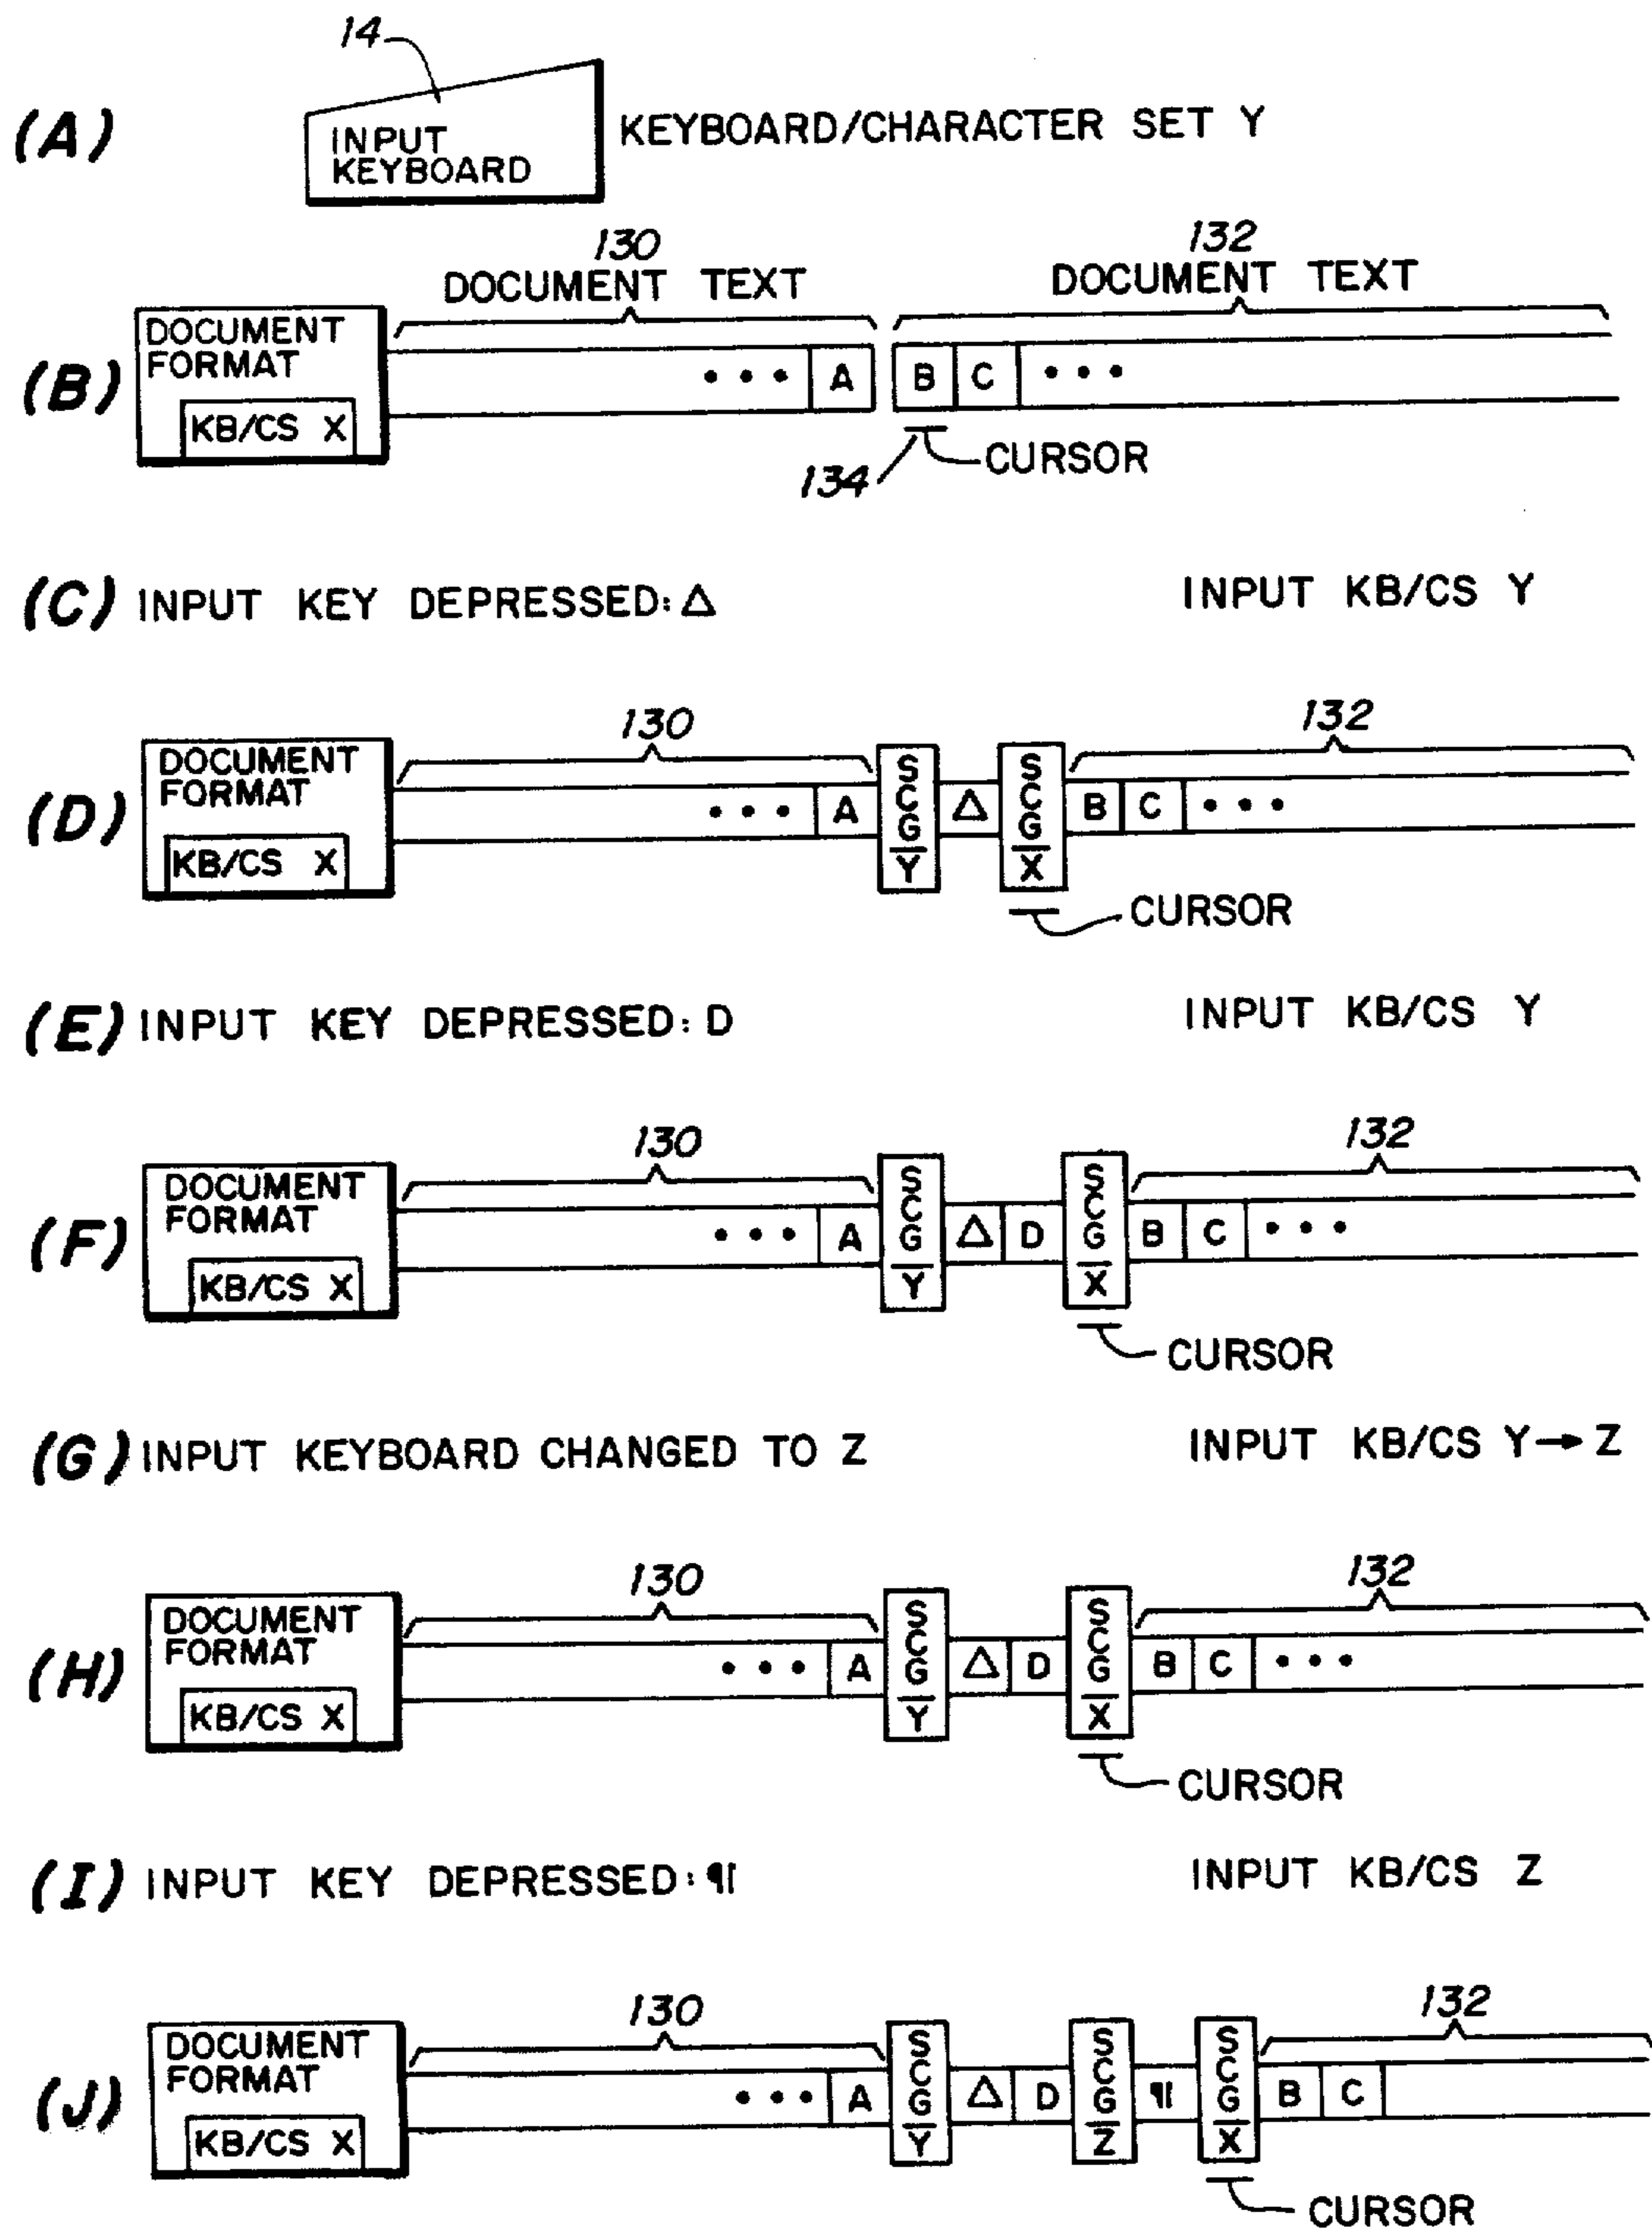 14
(A) INPUT KEYBOARD KEYBOARD/CHARACTER SET Y
130 132
DOCUMENT TEXT DOCUMENT TEXT
(B) DOCUMENT FORMAT KB/CS X • • • A B C • • •
134 CURSOR
(C) INPUT KEY DEPRESSED: Δ INPUT KB/CS Y
130 132
(D) DOCUMENT FORMAT KB/CS X • • • A SCG Y Δ SCG X B C • • •
CURSOR
(E) INPUT KEY DEPRESSED: D INPUT KB/CS Y
130 132
(F) DOCUMENT FORMAT KB/CS X • • • A SCG Y Δ D SCG X B C • • •
CURSOR
(G) INPUT KEYBOARD CHANGED TO Z INPUT KB/CS Y→Z
130 132
(H) DOCUMENT FORMAT KB/CS X • • • A SCG Y Δ D SCG X B C • • •
CURSOR
(I) INPUT KEY DEPRESSED: ¶ INPUT KB/CS Z
130 132
(J) DOCUMENT FORMAT KB/CS X • • • A SCG Y Δ D SCG Z ¶ SCG X B C
CURSOR